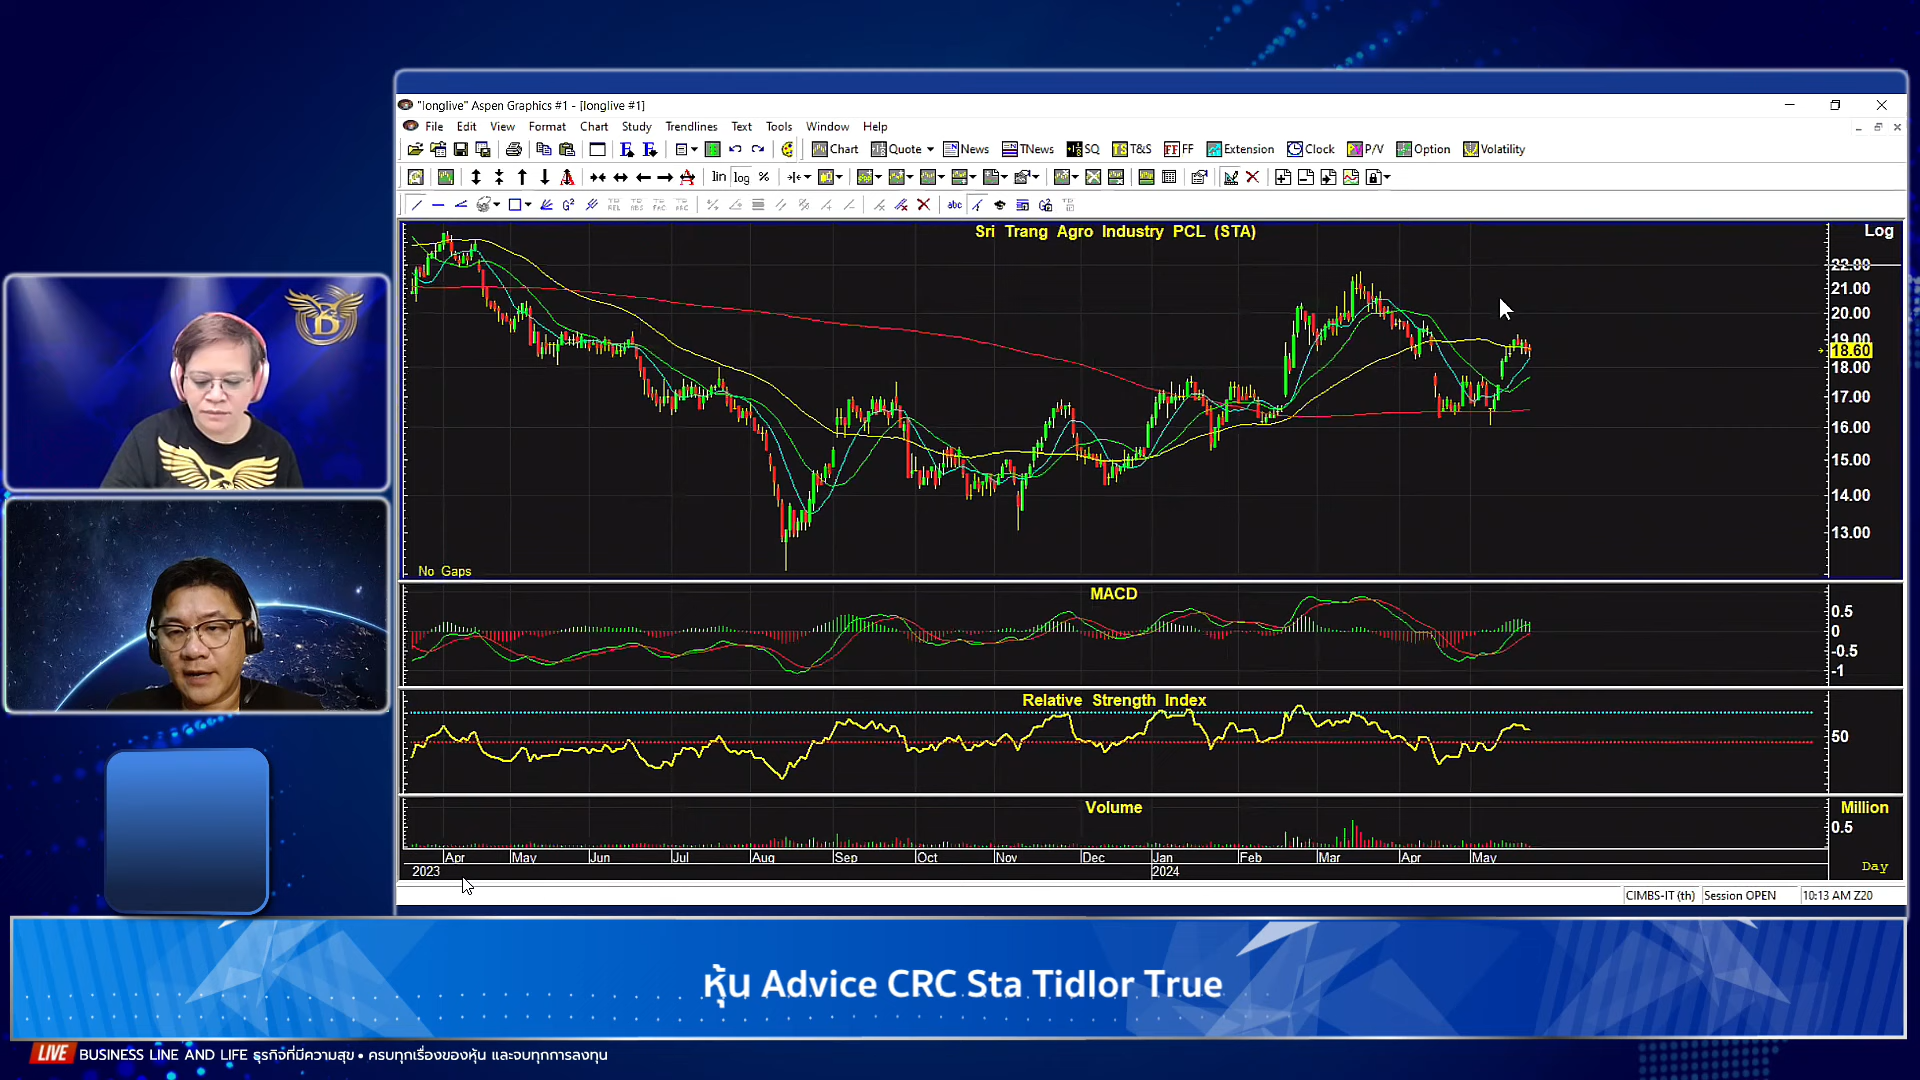 "longlive" Aspen Graphics #1 - [longlive #1]
File Edit View Format Chart Study Trendlines Text Tools Window Help
Chart Quote News TNews SQ T&S FF Extension Clock P/V Option Volatility
lin log %
abc
Sri Trang Agro Industry PCL (STA)
Log
22.00
21.00
20.00
19.00
18.60
18.00
17.00
16.00
15.00
14.00
13.00
No Gaps
MACD
0.5
0
-0.5
-1
Relative Strength Index
50
Volume
Million
0.5
Apr May Jun Jul Aug Sep Oct Nov Dec Jan Feb Mar Apr May
Day
2023 2024
CIMBS-IT (th) Session OPEN 10:13 AM Z20
หุ้น Advice CRC Sta Tidlor True
LIVE BUSINESS LINE AND LIFE ธุรกิจที่มีความสุข • ครบทุกเรื่องของหุ้น และจบทุกการลงทุน